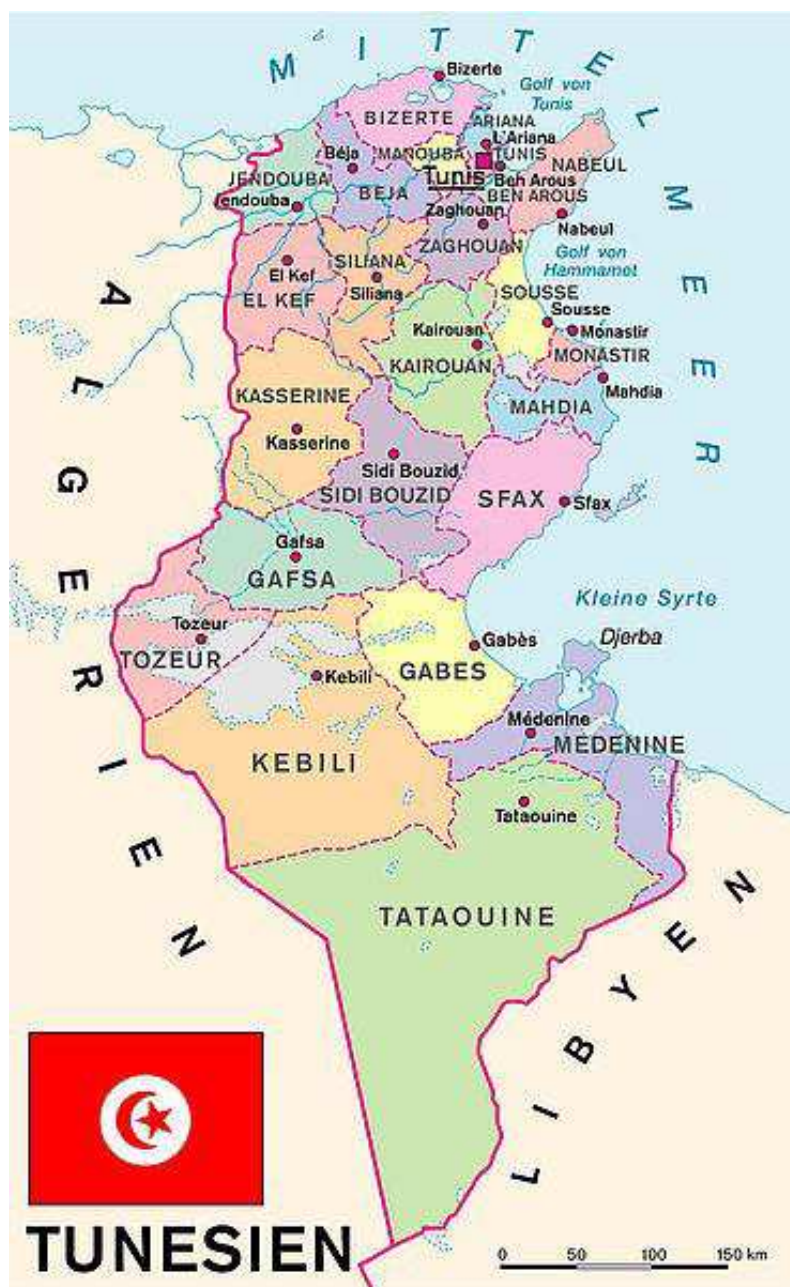 MITTELMEER
Bizerte
Golf von
Tunis
BIZERTE
ARIANA
L'Ariana
Béja
MANOUBA
TUNIS
NABEUL
JENDOUBA
Tunis
Ben Arous
BEJA
BEN AROUS
Jendouba
Zaghouan
Nabeul
ZAGHOUAN
Golf von
Hammamet
SILIANA
El Kef
Siliana
EL KEF
SOUSSE
Sousse
Kairouan
Monastir
KAIROUAN
MONASTIR
KASSERINE
Mahdia
MAHDIA
Kasserine
Sidi Bouzid
SIDI BOUZID
SFAX
Sfax
ALGERIEN
Gafsa
GAFSA
Kleine Syrte
Tozeur
Djerba
TOZEUR
Gabès
GABES
Kebili
Médenine
MEDENINE
KEBILI
Tataouine
TATAOUINE
LIBYEN
TUNESIEN
0 50 100 150 km